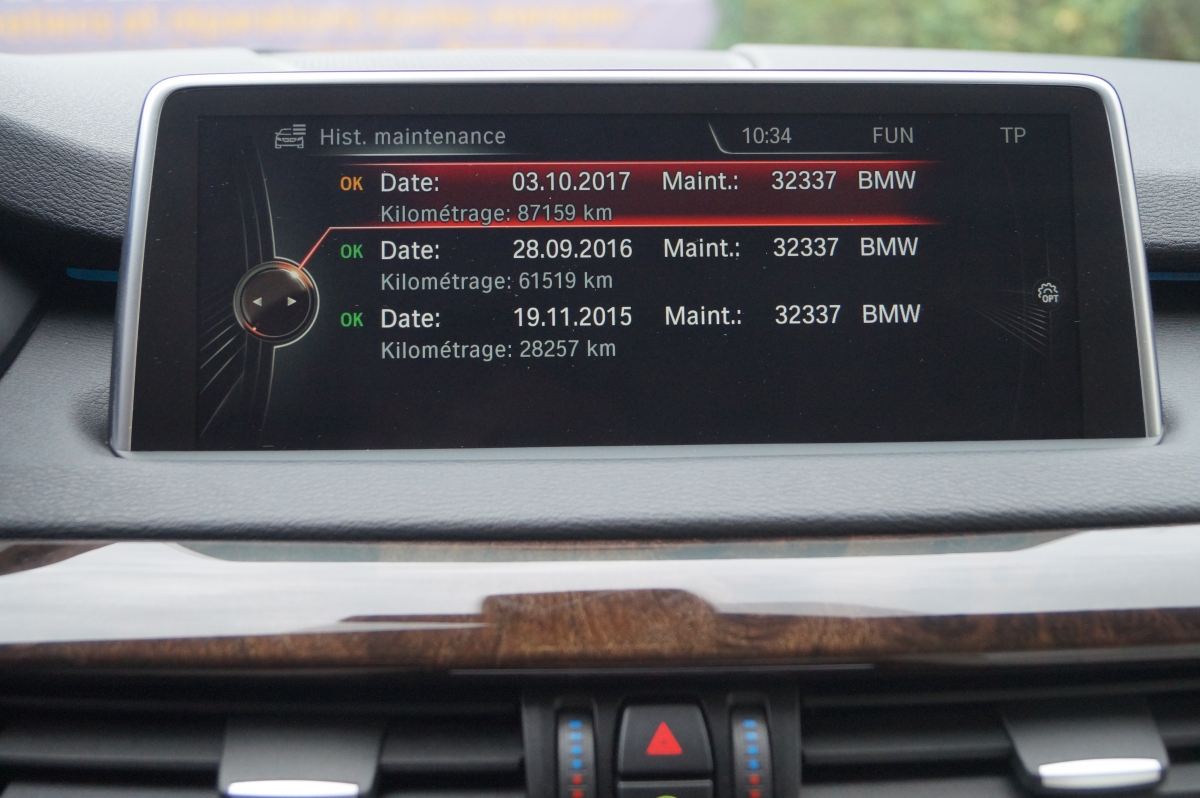 Hist. maintenance 10:34 FUN TP
OK Date: 03.10.2017 Maint.: 32337 BMW
Kilométrage: 87159 km
OK Date: 28.09.2016 Maint.: 32337 BMW
Kilométrage: 61519 km
OPT
OK Date: 19.11.2015 Maint.: 32337 BMW
Kilométrage: 28257 km